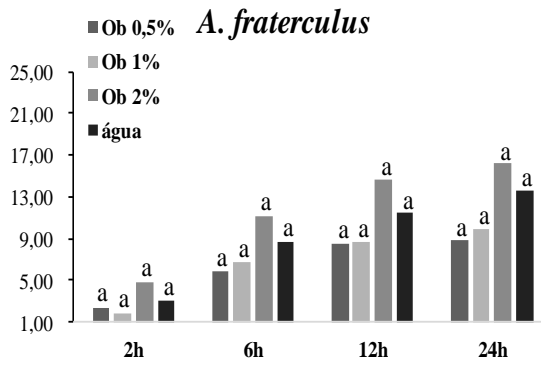 A. fraterculus
Ob 0,5%
Ob 1%
Ob 2%
água
25,00
21,00
17,00
13,00
9,00
5,00
1,00
a a a a
a a a a
a a a a
a a a a
2h 6h 12h 24h